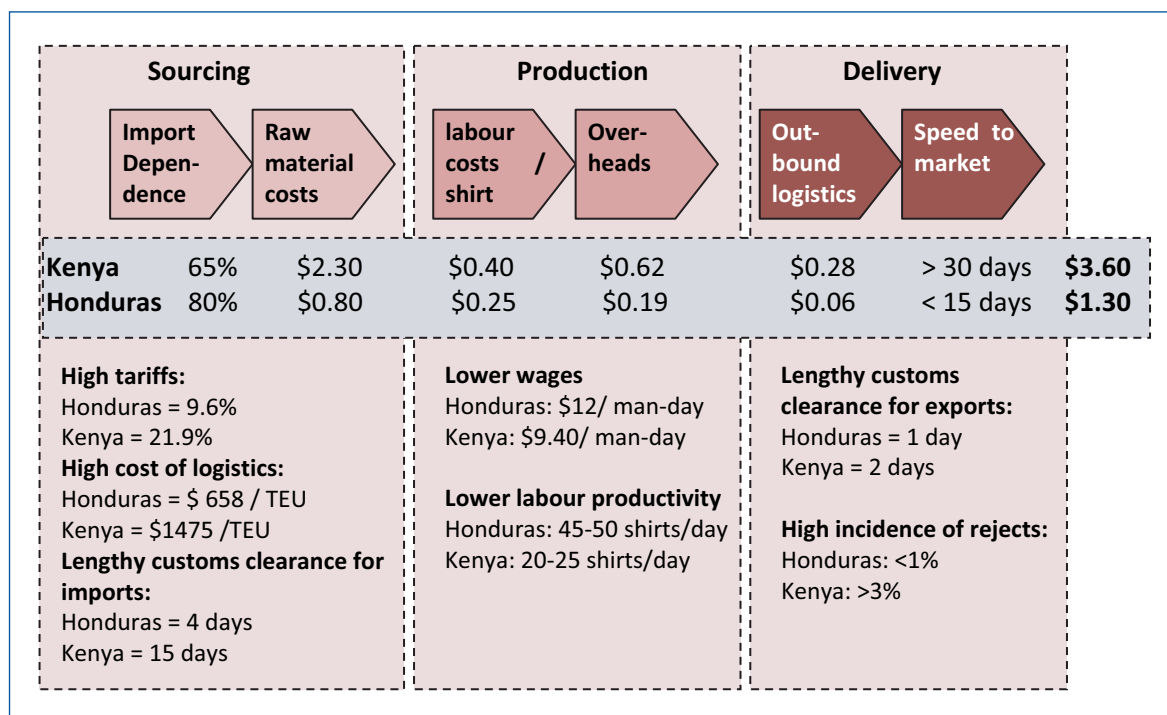 Sourcing
Import
Depen-
dence
Raw
material
costs
Production
labour
costs /
shirt
Over-
heads
Delivery
Out-
bound
logistics
Speed to
market
Kenya 65% $2.30 $0.40 $0.62 $0.28 > 30 days $3.60
Honduras 80% $0.80 $0.25 $0.19 $0.06 < 15 days $1.30
High tariffs:
Honduras = 9.6%
Kenya = 21.9%
High cost of logistics:
Honduras = $ 658 / TEU
Kenya = $1475 /TEU
Lengthy customs clearance for
imports:
Honduras = 4 days
Kenya = 15 days
Lower wages
Honduras: $12/ man-day
Kenya: $9.40/ man-day
Lower labour productivity
Honduras: 45-50 shirts/day
Kenya: 20-25 shirts/day
Lengthy customs
clearance for exports:
Honduras = 1 day
Kenya = 2 days
High incidence of rejects:
Honduras: <1%
Kenya: >3%